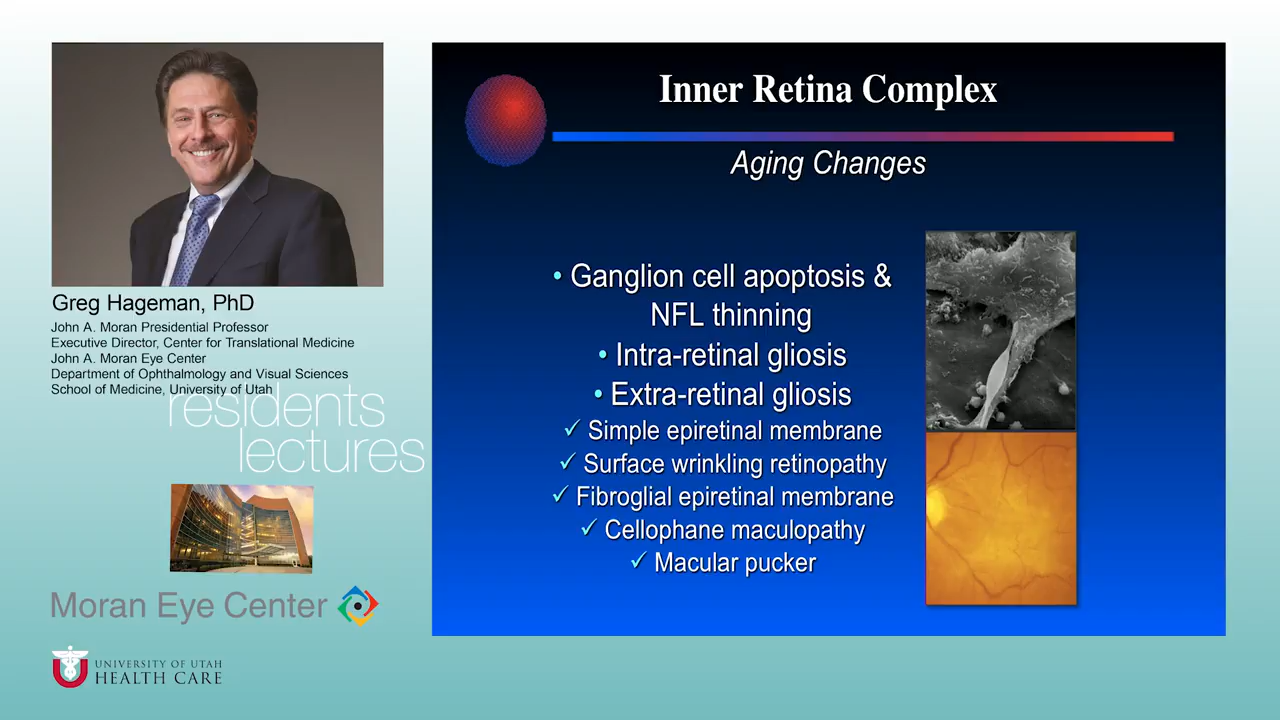 Greg Hageman, PhD
John A. Moran Presidential Professor
Executive Director, Center for Translational Medicine
John A. Moran Eye Center
Department of Ophthalmology and Visual Sciences
School of Medicine, University of Utah
residents
lectures
Moran Eye Center
UNIVERSITY OF UTAH
HEALTH CARE
Inner Retina Complex
Aging Changes
• Ganglion cell apoptosis &
NFL thinning
• Intra-retinal gliosis
• Extra-retinal gliosis
✓ Simple epiretinal membrane
✓ Surface wrinkling retinopathy
✓ Fibroglial epiretinal membrane
✓ Cellophane maculopathy
✓ Macular pucker